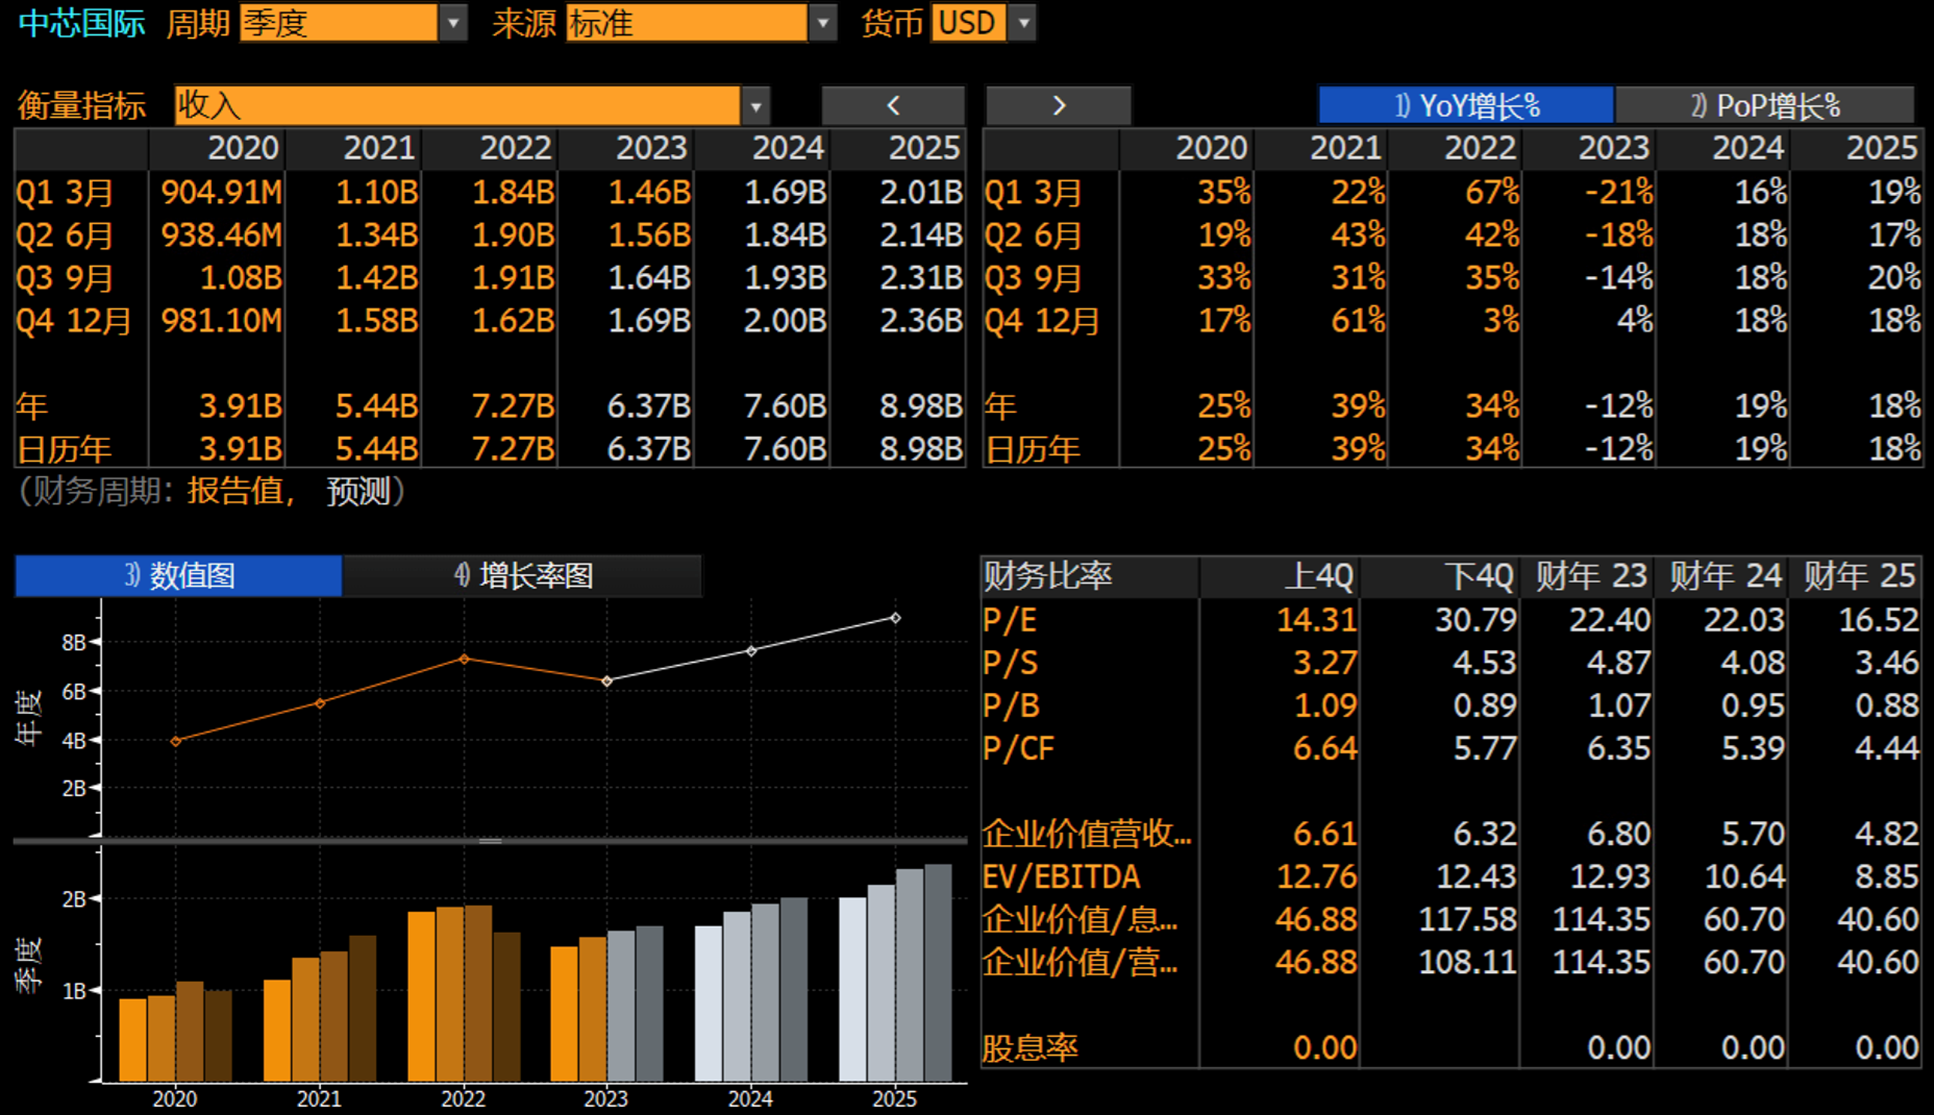 中芯国际 周期 季度 来源 标准 货币 USD
衡量指标 收入 < > 1) YoY增长% 2) PoP增长%
2020 2021 2022 2023 2024 2025
Q1 3月 904.91M 1.10B 1.84B 1.46B 1.69B 2.01B
Q2 6月 938.46M 1.34B 1.90B 1.56B 1.84B 2.14B
Q3 9月 1.08B 1.42B 1.91B 1.64B 1.93B 2.31B
Q4 12月 981.10M 1.58B 1.62B 1.69B 2.00B 2.36B
年 3.91B 5.44B 7.27B 6.37B 7.60B 8.98B
日历年 3.91B 5.44B 7.27B 6.37B 7.60B 8.98B
(财务周期: 报告值, 预测)
2020 2021 2022 2023 2024 2025
Q1 3月 35% 22% 67% -21% 16% 19%
Q2 6月 19% 43% 42% -18% 18% 17%
Q3 9月 33% 31% 35% -14% 18% 20%
Q4 12月 17% 61% 3% 4% 18% 18%
年 25% 39% 34% -12% 19% 18%
日历年 25% 39% 34% -12% 19% 18%
3) 数值图 4) 增长率图
年度
8B
6B
4B
2B
季度
2B
1B
2020 2021 2022 2023 2024 2025
财务比率 上4Q 下4Q 财年 23 财年 24 财年 25
P/E 14.31 30.79 22.40 22.03 16.52
P/S 3.27 4.53 4.87 4.08 3.46
P/B 1.09 0.89 1.07 0.95 0.88
P/CF 6.64 5.77 6.35 5.39 4.44
企业价值营收... 6.61 6.32 6.80 5.70 4.82
EV/EBITDA 12.76 12.43 12.93 10.64 8.85
企业价值/息... 46.88 117.58 114.35 60.70 40.60
企业价值/营... 46.88 108.11 114.35 60.70 40.60
股息率 0.00 0.00 0.00 0.00